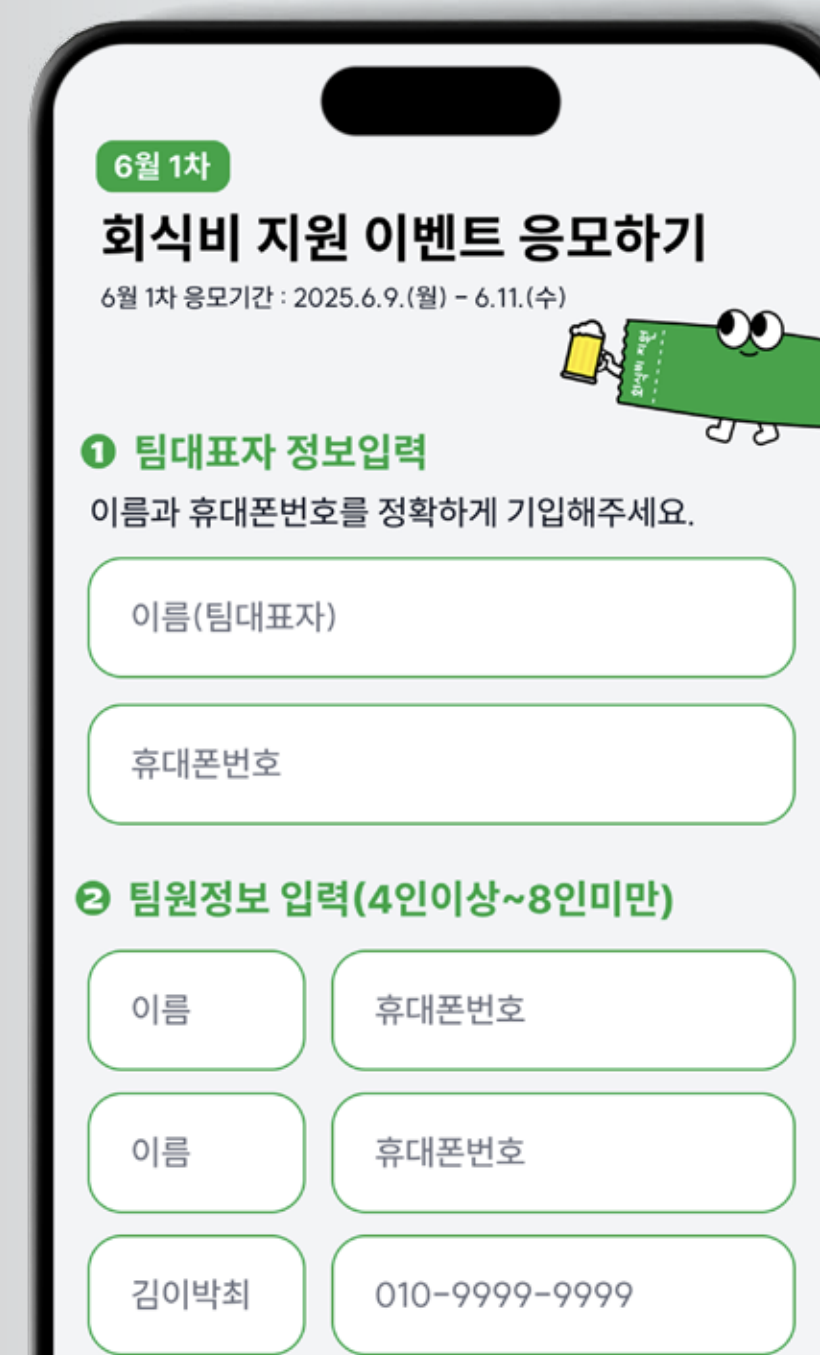 6월 1차
회식비 지원 이벤트 응모하기
6월 1차 응모기간 : 2025.6.9.(월) - 6.11.(수)
회식비 지원
❶ 팀대표자 정보입력
이름과 휴대폰번호를 정확하게 기입해주세요.
이름(팀대표자)
휴대폰번호
❷ 팀원정보 입력(4인이상~8인미만)
이름 휴대폰번호
이름 휴대폰번호
김이박최 010-9999-9999